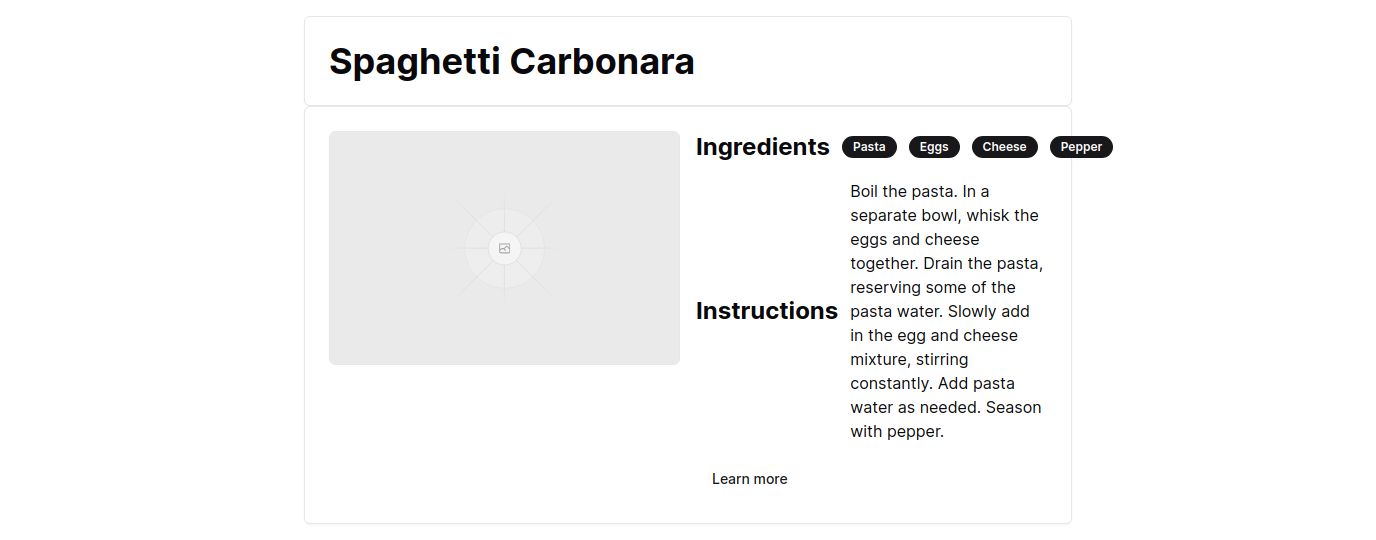 Spaghetti Carbonara
Ingredients Pasta Eggs Cheese Pepper
Instructions
Boil the pasta. In a
separate bowl, whisk the
eggs and cheese
together. Drain the pasta,
reserving some of the
pasta water. Slowly add
in the egg and cheese
mixture, stirring
constantly. Add pasta
water as needed. Season
with pepper.
Learn more